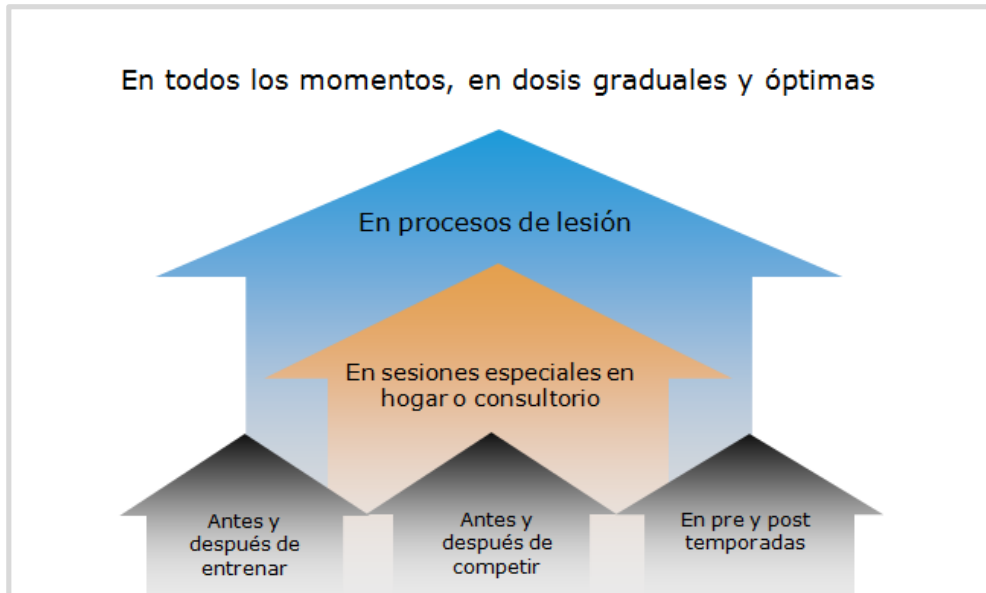 En todos los momentos, en dosis graduales y óptimas
En procesos de lesión
En sesiones especiales en
hogar o consultorio
Antes y
después de
entrenar
Antes y
después de
competir
En pre y post
temporadas